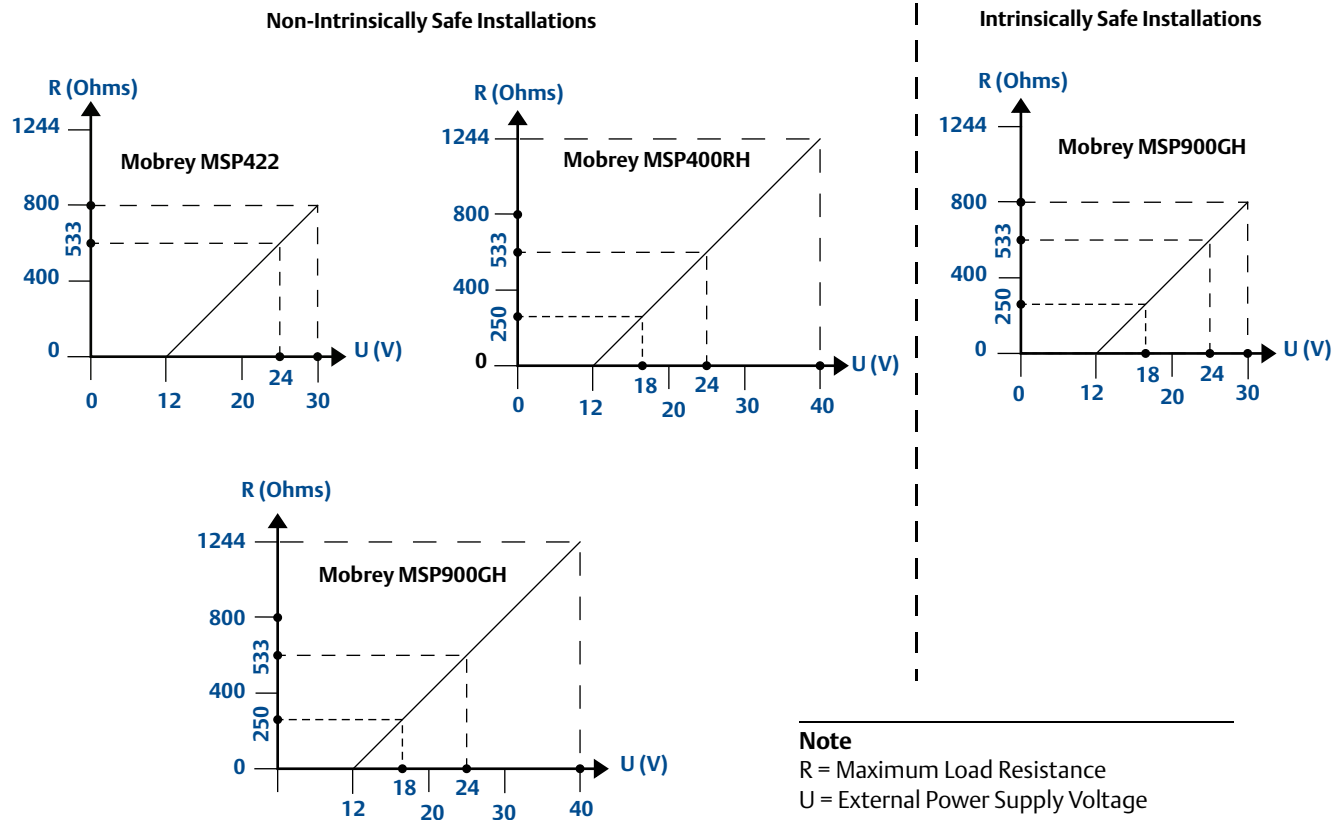 Non-Intrinsically Safe Installations
Intrinsically Safe Installations
R (Ohms)
1244
Mobrey MSP422
800
533
400
0
U (V)
24
0
12
20
30
R (Ohms)
1244
Mobrey MSP400RH
800
533
400
250
0
U (V)
18
24
0
12
20
30
40
R (Ohms)
1244
Mobrey MSP900GH
800
533
400
250
0
U (V)
18
24
0
12
20
30
R (Ohms)
1244
Mobrey MSP900GH
800
533
400
250
0
U (V)
18
24
12
20
30
40
Note
R = Maximum Load Resistance
U = External Power Supply Voltage